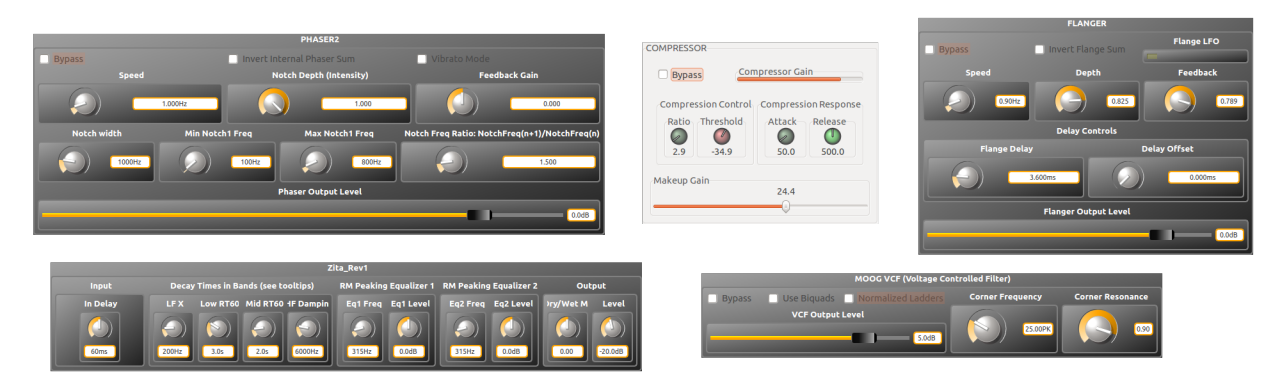 PHASER2
Bypass Invert Internal Phaser Sum Vibrato Mode
Speed Notch Depth (Intensity) Feedback Gain
1.000Hz 1.000 0.000
Notch width Min Notch1 Freq Max Notch1 Freq Notch Freq Ratio: NotchFreq(n+1)/NotchFreq(n)
1000Hz 100Hz 800Hz 1.500
Phaser Output Level
0.0dB
COMPRESSOR
Bypass Compressor Gain
Compression Control Compression Response
Ratio Threshold Attack Release
2.9 -34.9 50.0 500.0
Makeup Gain
24.4
FLANGER
Bypass Invert Flange Sum Flange LFO
Speed Depth Feedback
0.90Hz 0.825 0.789
Delay Controls
Flange Delay Delay Offset
3.600ms 0.000ms
Flanger Output Level
0.0dB
Zita_Rev1
Input Decay Times in Bands (see tooltips) RM Peaking Equalizer 1 RM Peaking Equalizer 2 Output
In Delay LF X Low RT60 Mid RT60 HF Dampin Eq1 Freq Eq1 Level Eq2 Freq Eq2 Level Dry/Wet M Level
60ms 200Hz 3.0s 2.0s 6000Hz 315Hz 0.0dB 315Hz 0.0dB 0.00 -20.0dB
MOOG VCF (Voltage Controlled Filter)
Bypass Use Biquads Normalized Ladders Corner Frequency Corner Resonance
VCF Output Level
5.0dB 25.00PK 0.90